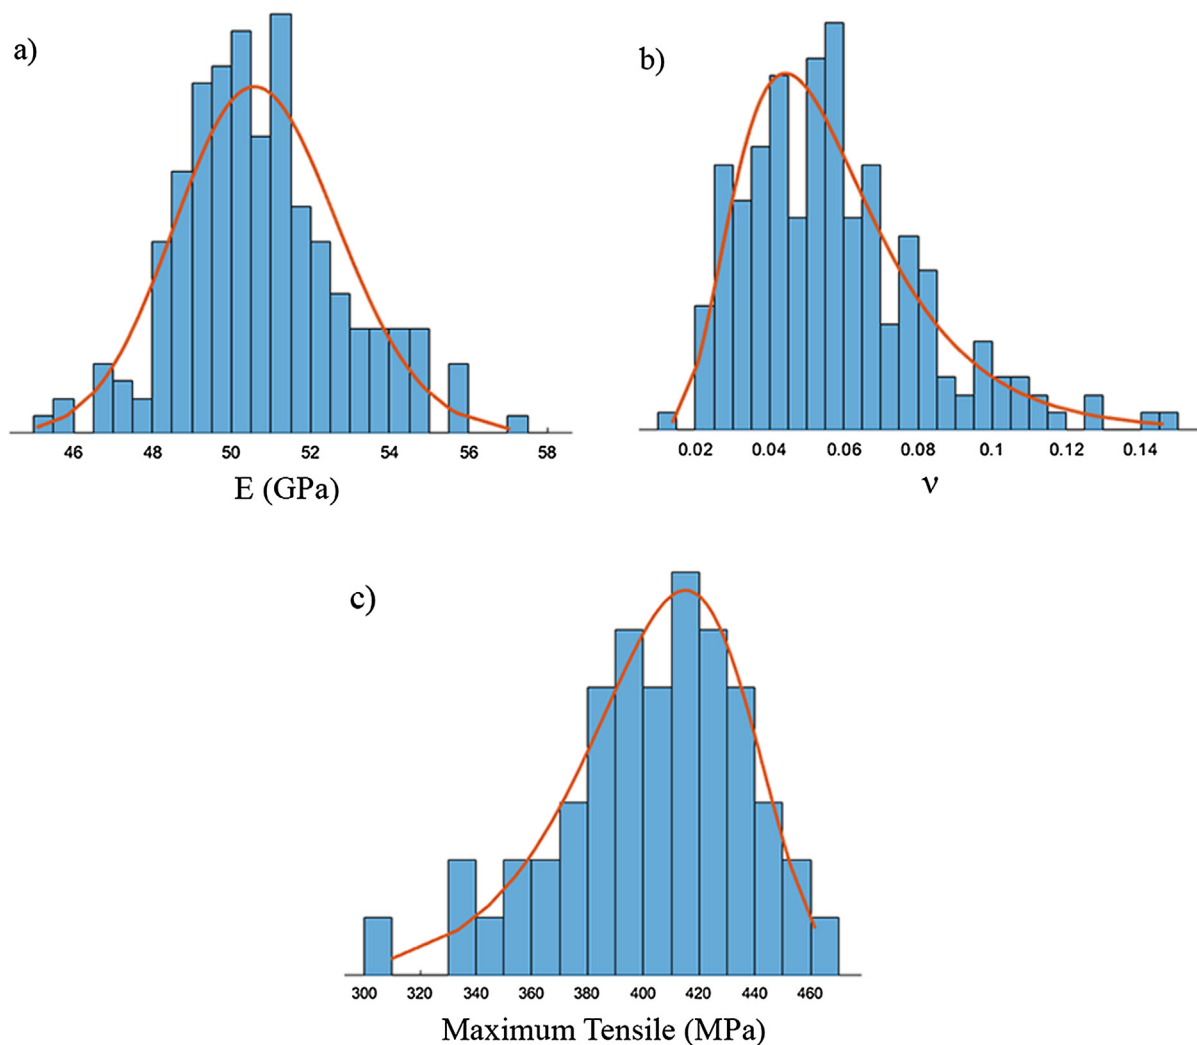 a)
46 48 50 52 54 56 58
E (GPa)
b)
0.02 0.04 0.06 0.08 0.1 0.12 0.14
ν
c)
300 320 340 360 380 400 420 440 460
Maximum Tensile (MPa)